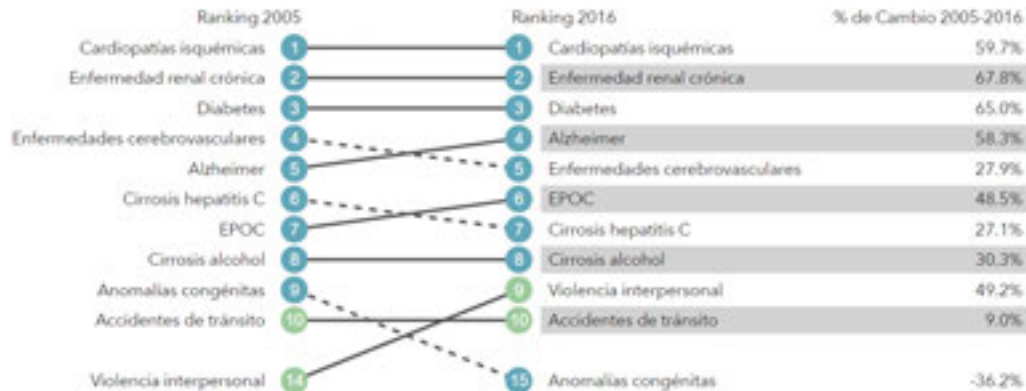 Ranking 2005 Ranking 2016 % de Cambio 2005-2016
Cardiopatías isquémicas 1 1 Cardiopatías isquémicas 59.7%
Enfermedad renal crónica 2 2 Enfermedad renal crónica 67.8%
Diabetes 3 3 Diabetes 65.0%
Enfermedades cerebrovasculares 4 4 Alzheimer 58.3%
Alzheimer 5 5 Enfermedades cerebrovasculares 27.9%
Cirrosis hepatitis C 6 6 EPOC 48.5%
EPOC 7 7 Cirrosis hepatitis C 27.1%
Cirrosis alcohol 8 8 Cirrosis alcohol 30.3%
Anomalías congénitas 9 9 Violencia interpersonal 49.2%
Accidentes de tránsito 10 10 Accidentes de tránsito 9.0%
Violencia interpersonal 14 15 Anomalías congénitas -36.2%